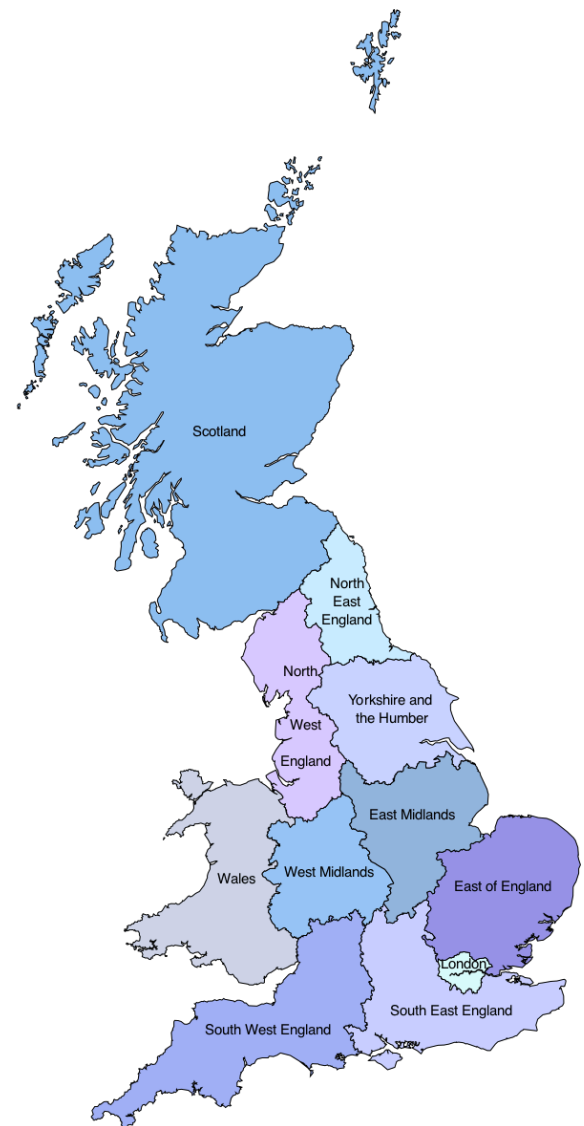 Scotland
North
East
England
North
West
England
Yorkshire and
the Humber
East Midlands
West Midlands
Wales
East of England
London
South East England
South West England